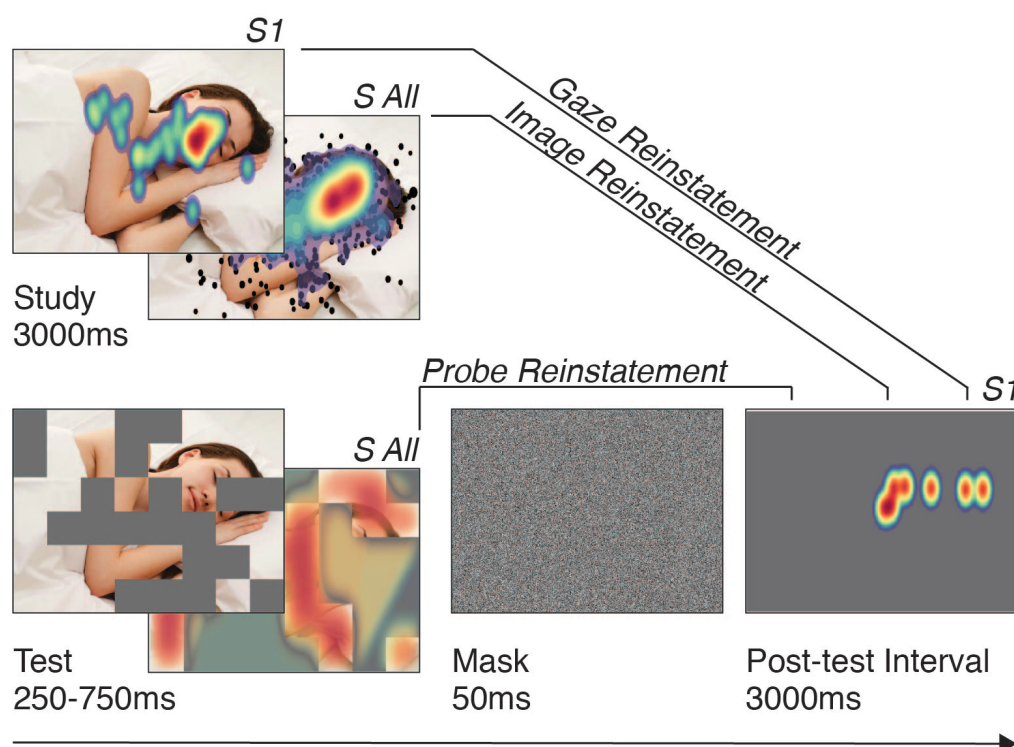 S1
S All
Gaze Reinstatement
Image Reinstatement
Study
3000ms
Probe Reinstatement
S All
S1
Test
250-750ms
Mask
50ms
Post-test Interval
3000ms